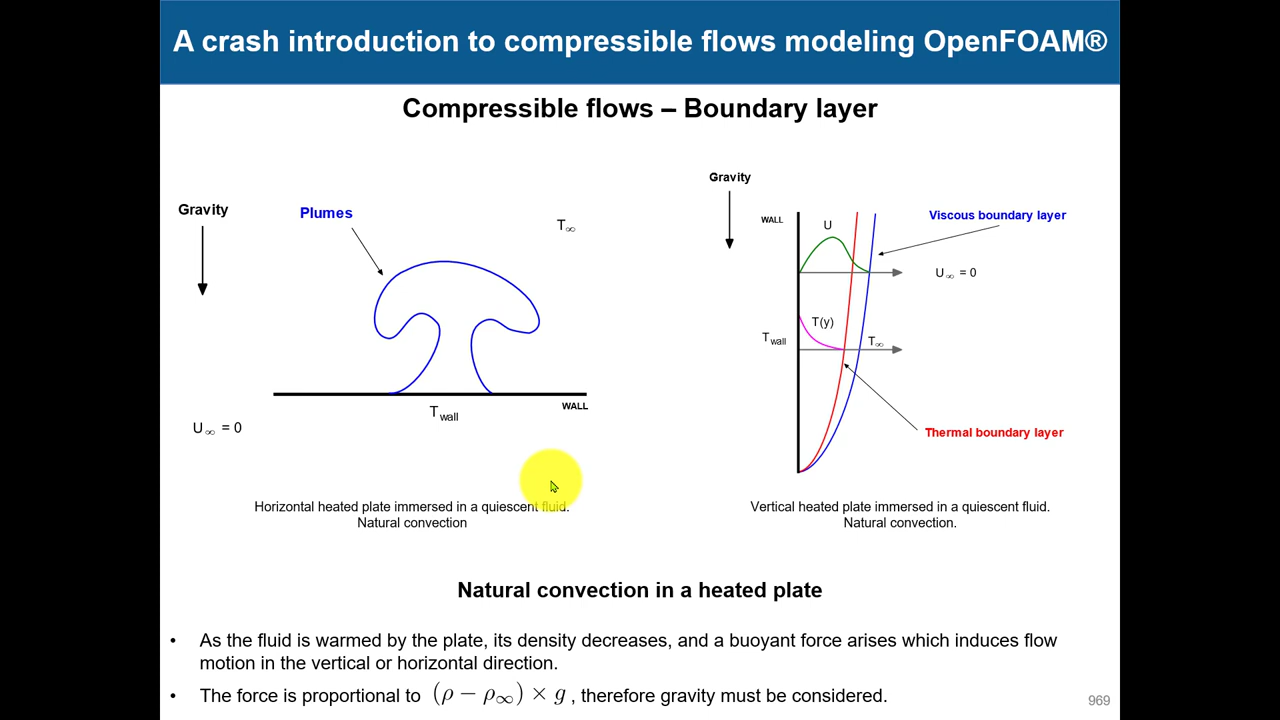 A crash introduction to compressible flows modeling OpenFOAM®
Compressible flows – Boundary layer
Gravity
Plumes
T∞
Twall
WALL
U∞ = 0
Horizontal heated plate immersed in a quiescent fluid.
Natural convection
Gravity
WALL
U
Viscous boundary layer
U∞ = 0
T(y)
Twall
T∞
Thermal boundary layer
Vertical heated plate immersed in a quiescent fluid.
Natural convection.
Natural convection in a heated plate
• As the fluid is warmed by the plate, its density decreases, and a buoyant force arises which induces flow
motion in the vertical or horizontal direction.
• The force is proportional to (ρ − ρ∞) × g , therefore gravity must be considered.
969